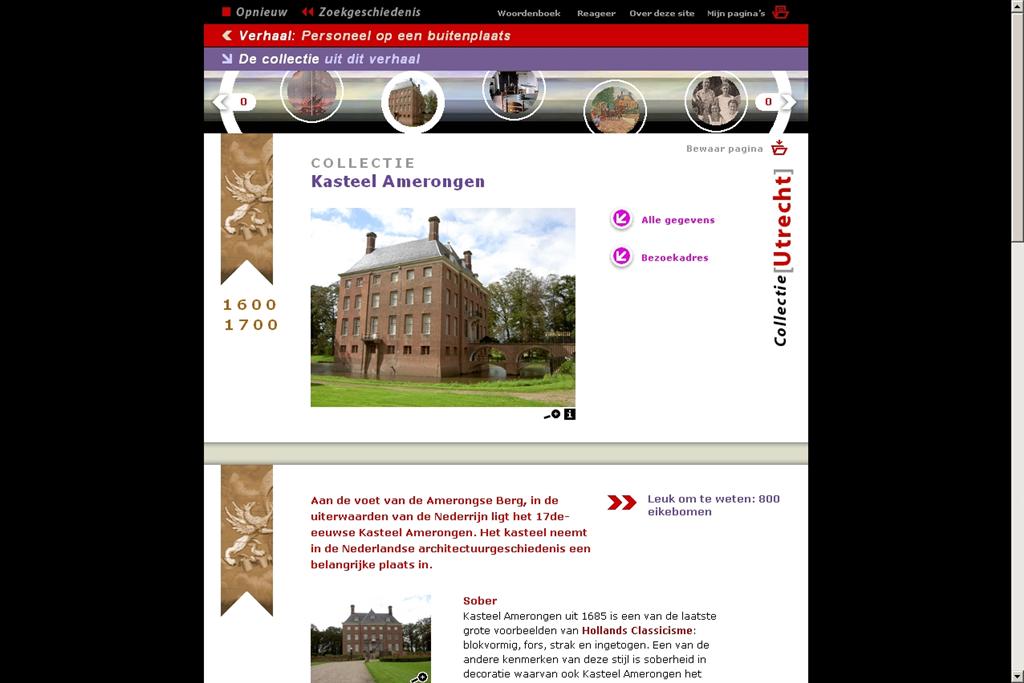 Opnieuw Zoekgeschiedenis Woordenboek Reageer Over deze site Mijn pagina's
Verhaal: Personeel op een buitenplaats
De collectie uit dit verhaal
0 0
Bewaar pagina
COLLECTIE
Kasteel Amerongen
Alle gegevens
Bezoekadres
Collectie[Utrecht]
1600
1700
Aan de voet van de Amerongse Berg, in de
uiterwaarden van de Nederrijn ligt het 17de-
eeuwse Kasteel Amerongen. Het kasteel neemt
in de Nederlandse architectuurgeschiedenis een
belangrijke plaats in.
Leuk om te weten: 800
eikebomen
Sober
Kasteel Amerongen uit 1685 is een van de laatste
grote voorbeelden van Hollands Classicisme:
blokvormig, fors, strak en ingetogen. Een van de
andere kenmerken van deze stijl is soberheid in
decoratie waarvan ook Kasteel Amerongen het